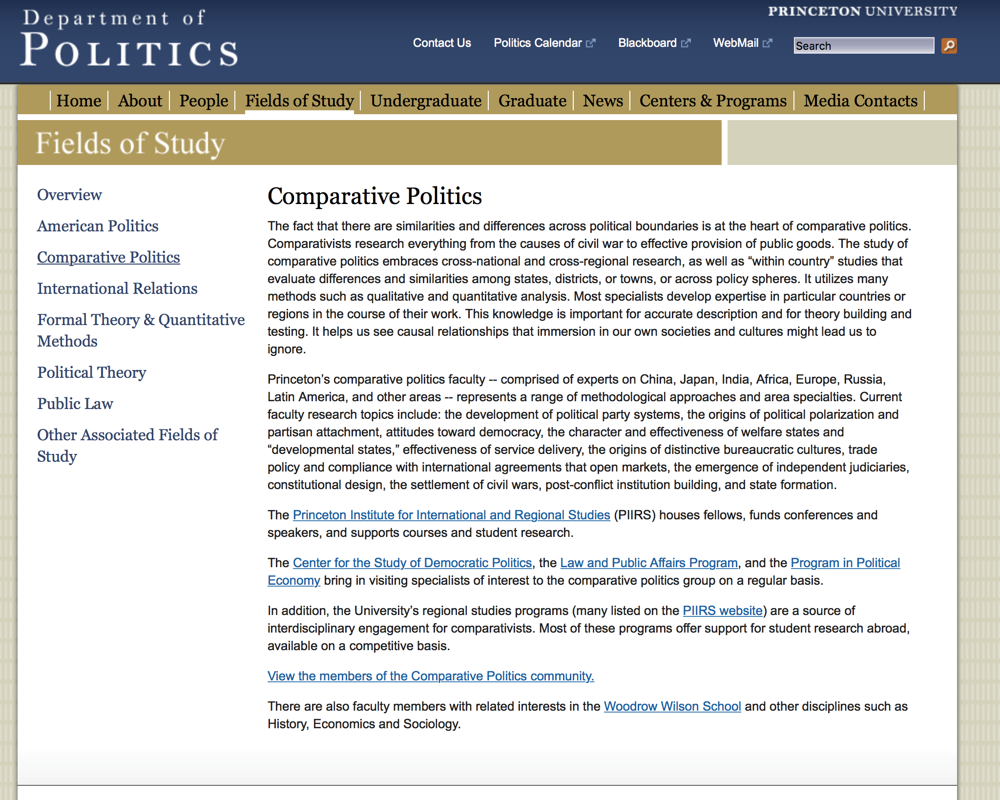 Department of
POLITICS
PRINCETON UNIVERSITY
Contact Us Politics Calendar Blackboard WebMail Search
Home About People Fields of Study Undergraduate Graduate News Centers & Programs Media Contacts
Fields of Study
Overview
American Politics
Comparative Politics
International Relations
Formal Theory & Quantitative
Methods
Political Theory
Public Law
Other Associated Fields of
Study
Comparative Politics
The fact that there are similarities and differences across political boundaries is at the heart of comparative politics.
Comparativists research everything from the causes of civil war to effective provision of public goods. The study of
comparative politics embraces cross-national and cross-regional research, as well as “within country” studies that
evaluate differences and similarities among states, districts, or towns, or across policy spheres. It utilizes many
methods such as qualitative and quantitative analysis. Most specialists develop expertise in particular countries or
regions in the course of their work. This knowledge is important for accurate description and for theory building and
testing. It helps us see causal relationships that immersion in our own societies and cultures might lead us to
ignore.
Princeton’s comparative politics faculty -- comprised of experts on China, Japan, India, Africa, Europe, Russia,
Latin America, and other areas -- represents a range of methodological approaches and area specialties. Current
faculty research topics include: the development of political party systems, the origins of political polarization and
partisan attachment, attitudes toward democracy, the character and effectiveness of welfare states and
“developmental states,” effectiveness of service delivery, the origins of distinctive bureaucratic cultures, trade
policy and compliance with international agreements that open markets, the emergence of independent judiciaries,
constitutional design, the settlement of civil wars, post-conflict institution building, and state formation.
The Princeton Institute for International and Regional Studies (PIIRS) houses fellows, funds conferences and
speakers, and supports courses and student research.
The Center for the Study of Democratic Politics, the Law and Public Affairs Program, and the Program in Political
Economy bring in visiting specialists of interest to the comparative politics group on a regular basis.
In addition, the University’s regional studies programs (many listed on the PIIRS website) are a source of
interdisciplinary engagement for comparativists. Most of these programs offer support for student research abroad,
available on a competitive basis.
View the members of the Comparative Politics community.
There are also faculty members with related interests in the Woodrow Wilson School and other disciplines such as
History, Economics and Sociology.